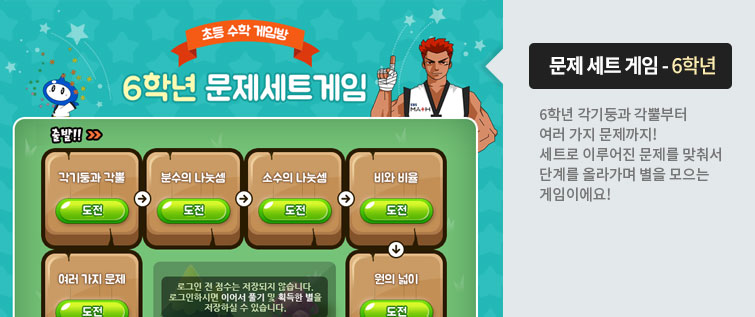 초등 수학 게임방
6학년 문제세트게임
EBS
MATH
출발!!
각기둥과 각뿔
분수의 나눗셈
소수의 나눗셈
비와 비율
도전
도전
도전
도전
여러 가지 문제
원의 넓이
도전
도전
로그인 전 점수는 저장되지 않습니다.
로그인하시면 이어서 풀기 및 획득한 별을
저장하실 수 있습니다.
문제 세트 게임 - 6학년
6학년 각기둥과 각뿔부터
여러 가지 문제까지!
세트로 이루어진 문제를 맞춰서
단계를 올라가며 별을 모으는
게임이에요!